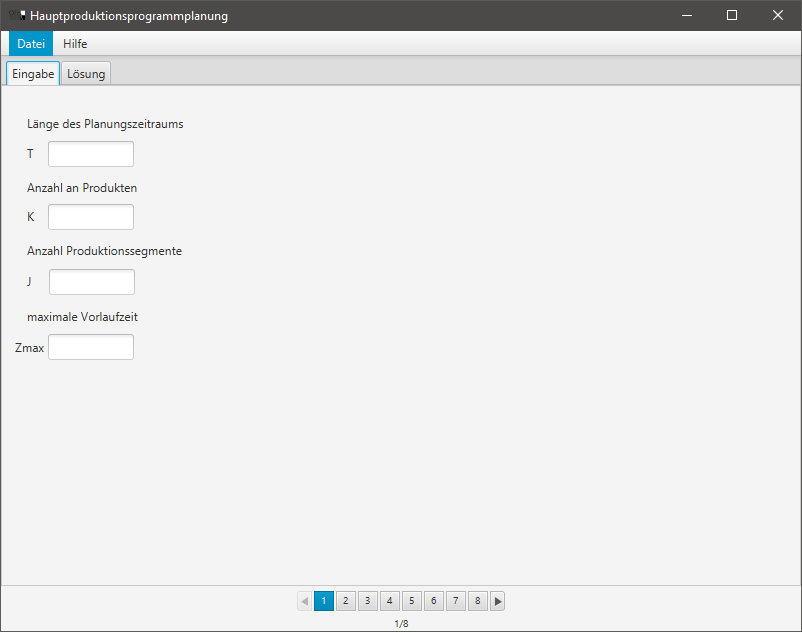 Hauptproduktionsprogrammplanung
Datei Hilfe
Eingabe Lösung
Länge des Planungszeitraums
T
Anzahl an Produkten
K
Anzahl Produktionssegmente
J
maximale Vorlaufzeit
Zmax
1 2 3 4 5 6 7 8
1/8